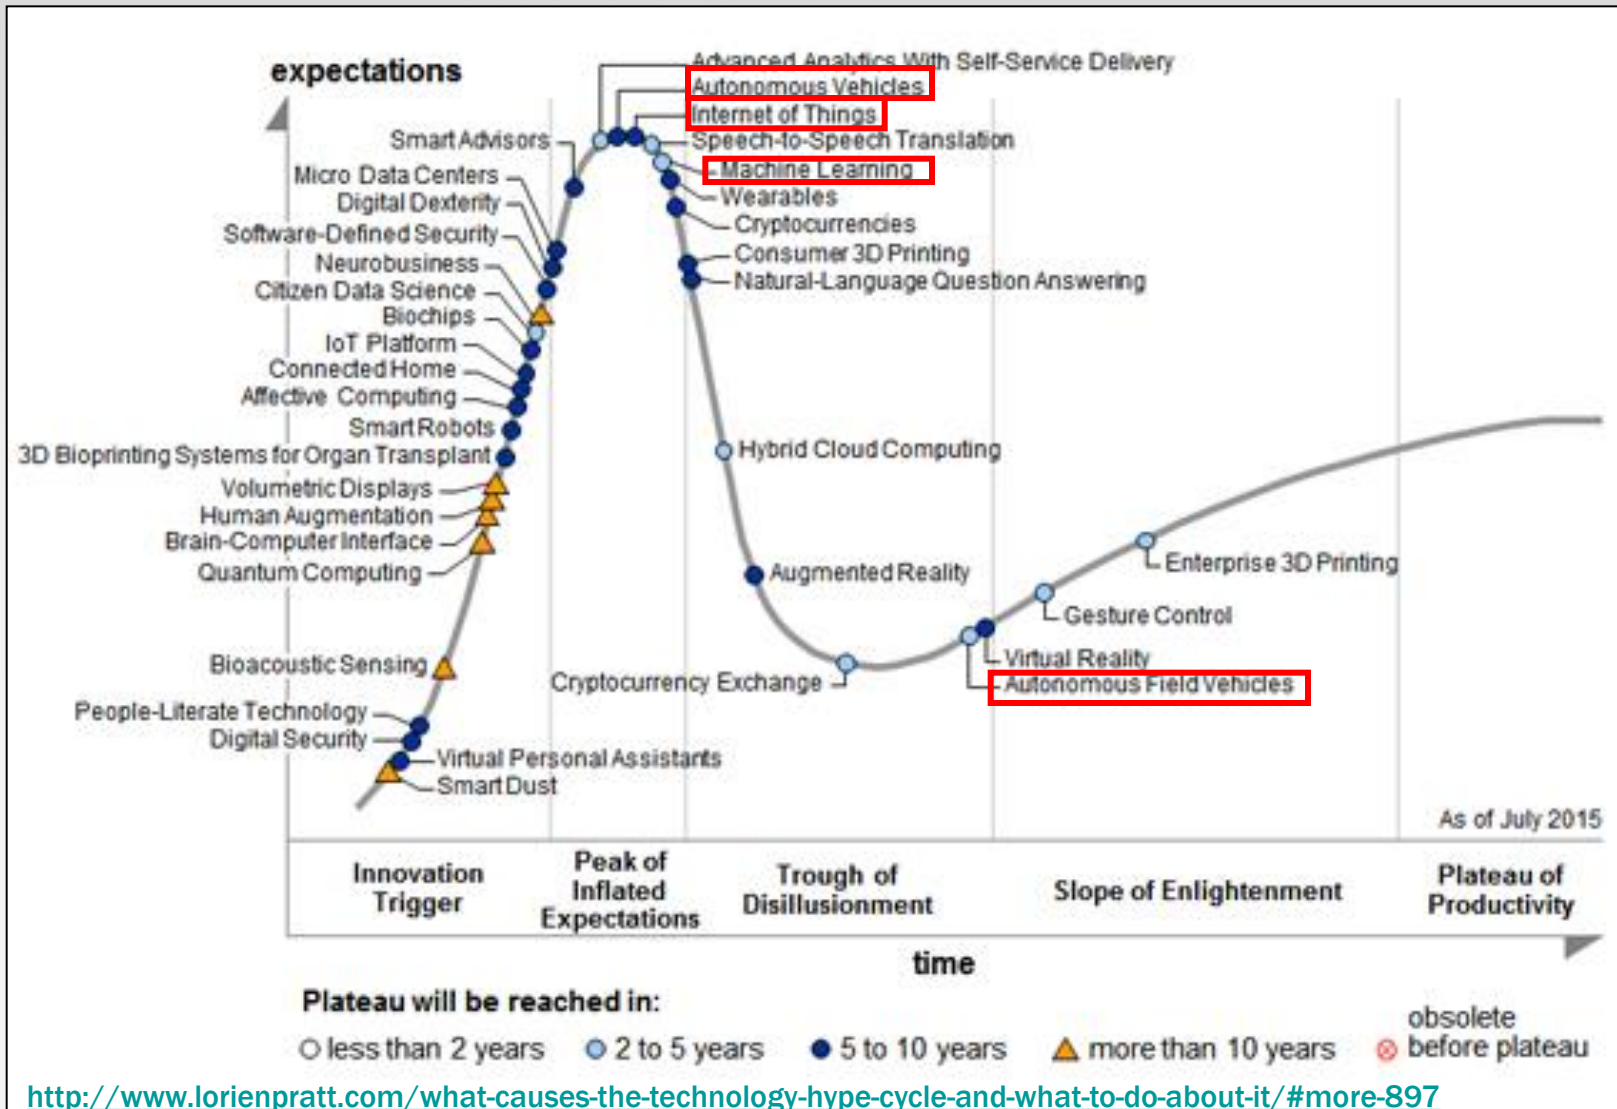 expectations
Advanced Analytics With Self-Service Delivery
Autonomous Vehicles
Internet of Things
Speech-to-Speech Translation
Machine Learning
Wearables
Cryptocurrencies
Consumer 3D Printing
Natural-Language Question Answering
Smart Advisors
Micro Data Centers
Digital Dexterity
Software-Defined Security
Neurobusiness
Citizen Data Science
Biochips
IoT Platform
Connected Home
Affective Computing
Smart Robots
3D Bioprinting Systems for Organ Transplant
Volumetric Displays
Human Augmentation
Brain-Computer Interface
Quantum Computing
Bioacoustic Sensing
People-Literate Technology
Digital Security
Virtual Personal Assistants
Smart Dust
Hybrid Cloud Computing
Augmented Reality
Cryptocurrency Exchange
Enterprise 3D Printing
Gesture Control
Virtual Reality
Autonomous Field Vehicles
As of July 2015
Innovation
Trigger
Peak of
Inflated
Expectations
Trough of
Disillusionment
Slope of Enlightenment
Plateau of
Productivity
time
Plateau will be reached in:
less than 2 years
2 to 5 years
5 to 10 years
more than 10 years
obsolete
before plateau
http://www.lorienpratt.com/what-causes-the-technology-hype-cycle-and-what-to-do-about-it/#more-897